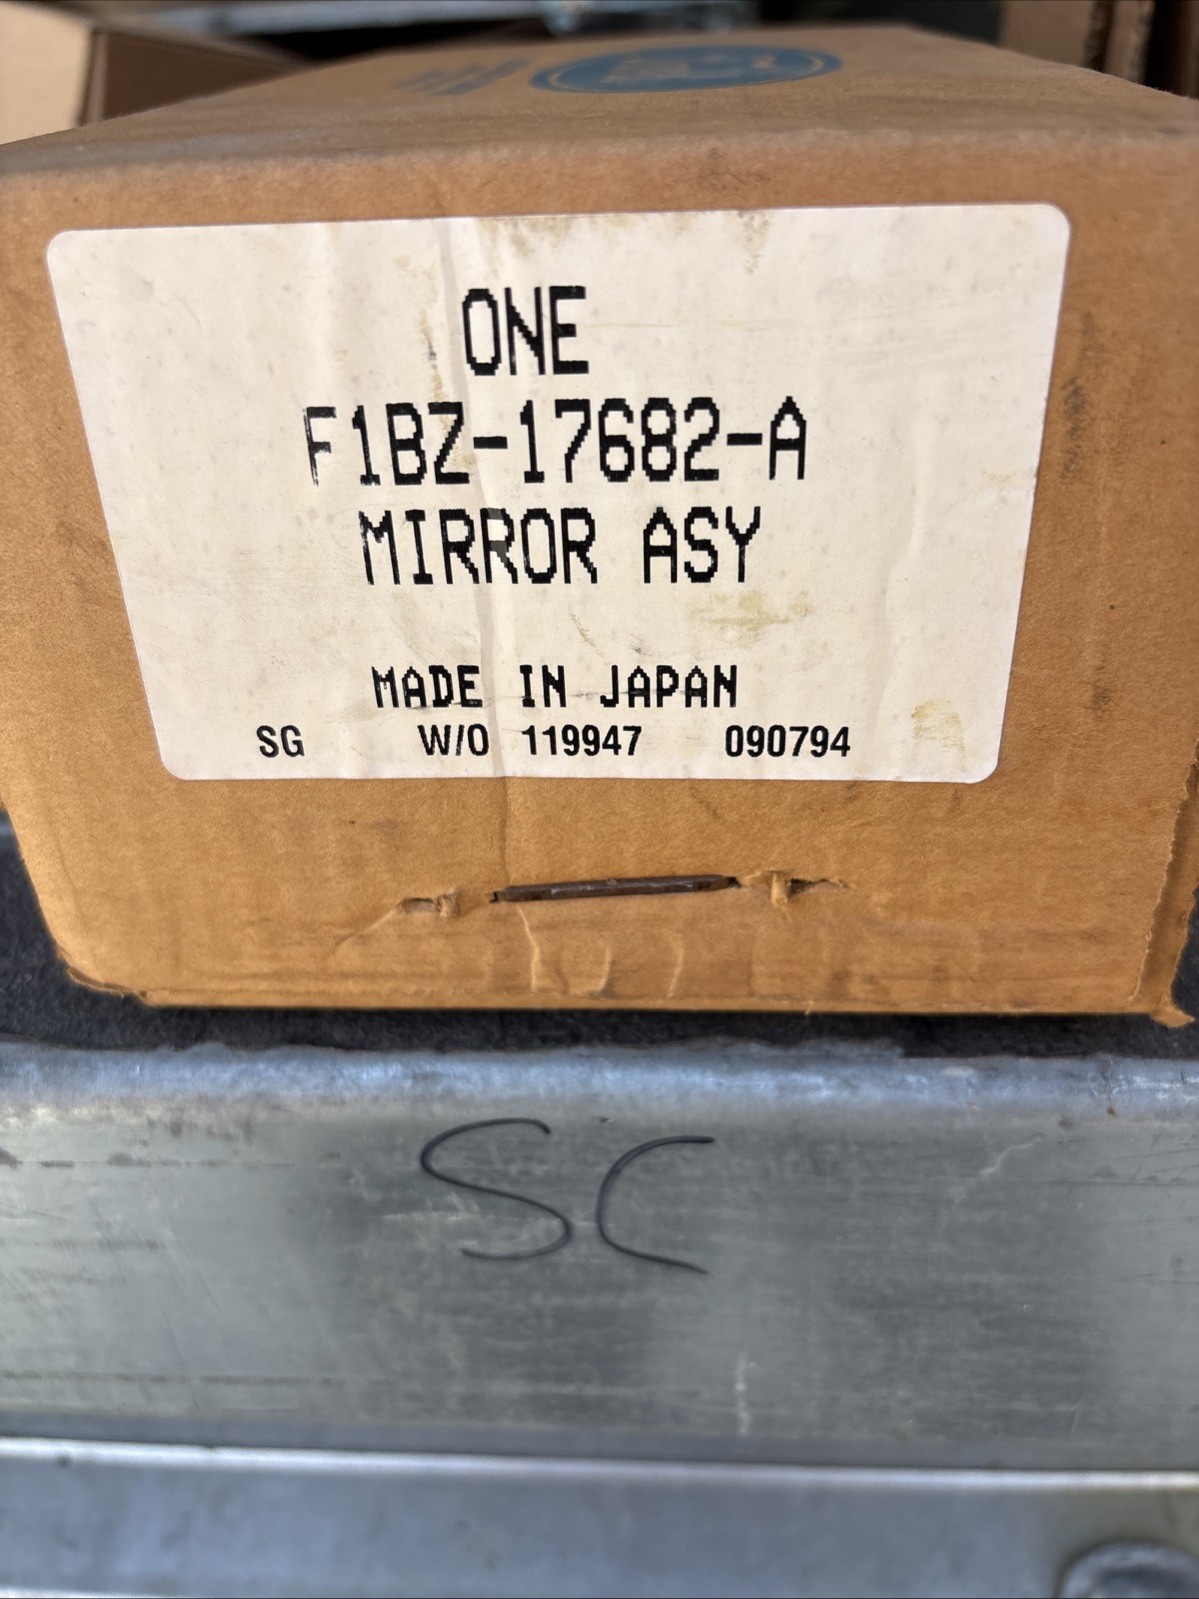 ONE
F1BZ-17682-A
MIRROR ASY
MADE IN JAPAN
SG W/O 119947 090794
SC